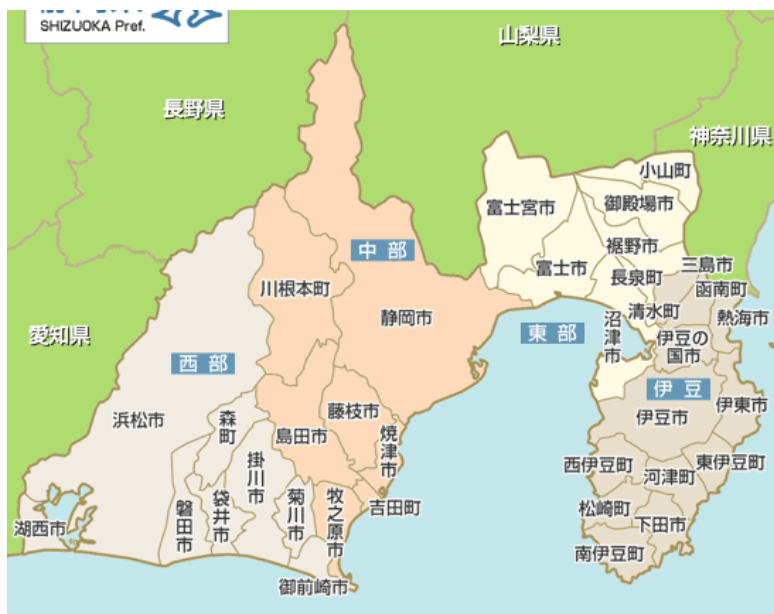 SHIZUOKA Pref.
山梨県
長野県
神奈川県
愛知県
小山町
御殿場市
富士宮市
裾野市
富士市
長泉町
三島市
函南町
清水町
熱海市
沼津市
伊豆の国市
中部
川根本町
静岡市
東部
西部
伊豆
伊豆市
伊東市
浜松市
森町
藤枝市
島田市
焼津市
掛川市
西伊豆町
河津町
東伊豆町
磐田市
袋井市
菊川市
牧之原市
吉田町
松崎町
下田市
湖西市
南伊豆町
御前崎市